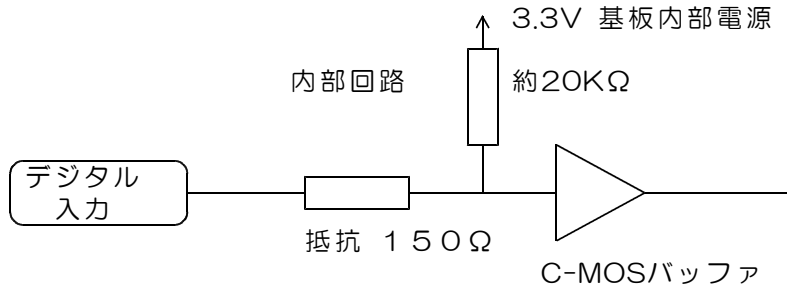 3.3V 基板内部電源
内部回路
約20KΩ
デジタル
入力
抵抗 150Ω
C-MOSバッファ